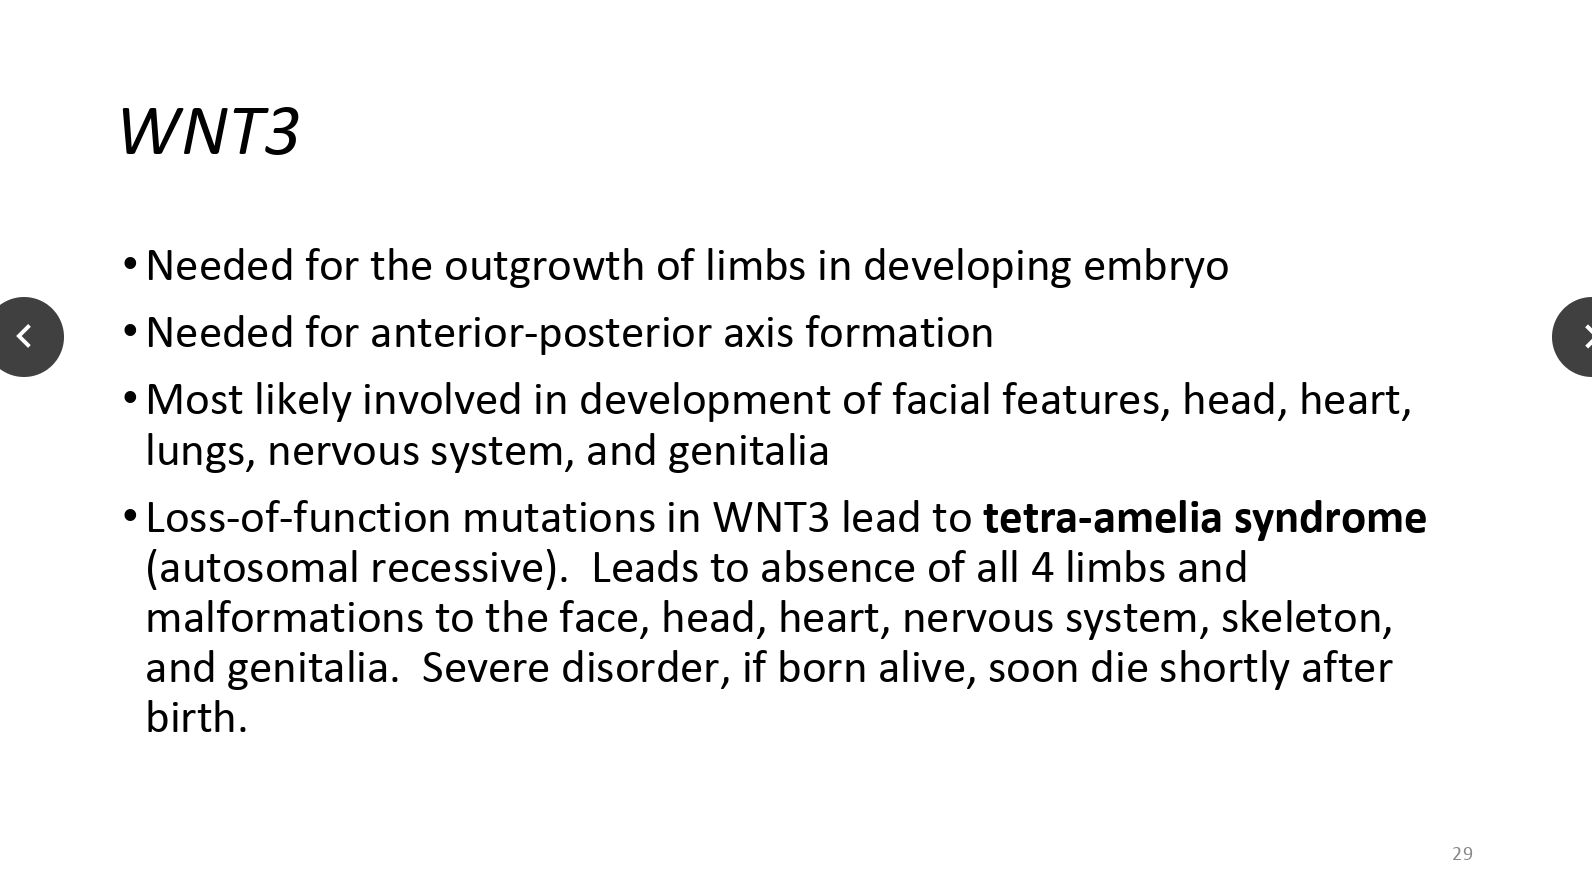 WNT3
• Needed for the outgrowth of limbs in developing embryo
• Needed for anterior-posterior axis formation
• Most likely involved in development of facial features, head, heart,
lungs, nervous system, and genitalia
• Loss-of-function mutations in WNT3 lead to tetra-amelia syndrome
(autosomal recessive).  Leads to absence of all 4 limbs and
malformations to the face, head, heart, nervous system, skeleton,
and genitalia.  Severe disorder, if born alive, soon die shortly after
birth.
29